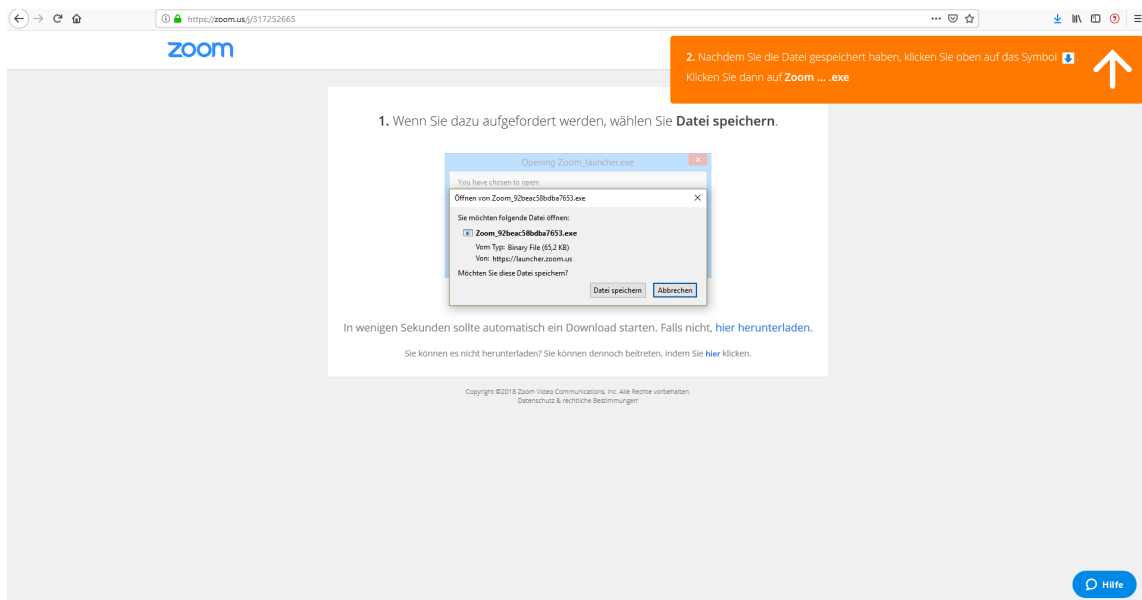 https://zoom.us/j/317252665
zoom
2. Nachdem Sie die Datei gespeichert haben, klicken Sie oben auf das Symbol .
Klicken Sie dann auf Zoom ... .exe
1. Wenn Sie dazu aufgefordert werden, wählen Sie Datei speichern.
Opening Zoom_launcher.exe
You have chosen to open:
Öffnen von Zoom_92beac58bdba7653.exe
Sie möchten folgende Datei öffnen:
Zoom_92beac58bdba7653.exe
Vom Typ: Binary File (65,2 KB)
Von: https://launcher.zoom.us
Möchten Sie diese Datei speichern?
Datei speichern
Abbrechen
In wenigen Sekunden sollte automatisch ein Download starten. Falls nicht, hier herunterladen.
Sie können es nicht herunterladen? Sie können dennoch beitreten, indem Sie hier klicken.
Copyright ©2018 Zoom Video Communications, Inc. Alle Rechte vorbehalten.
Datenschutz & rechtliche Bestimmungen"
Hilfe